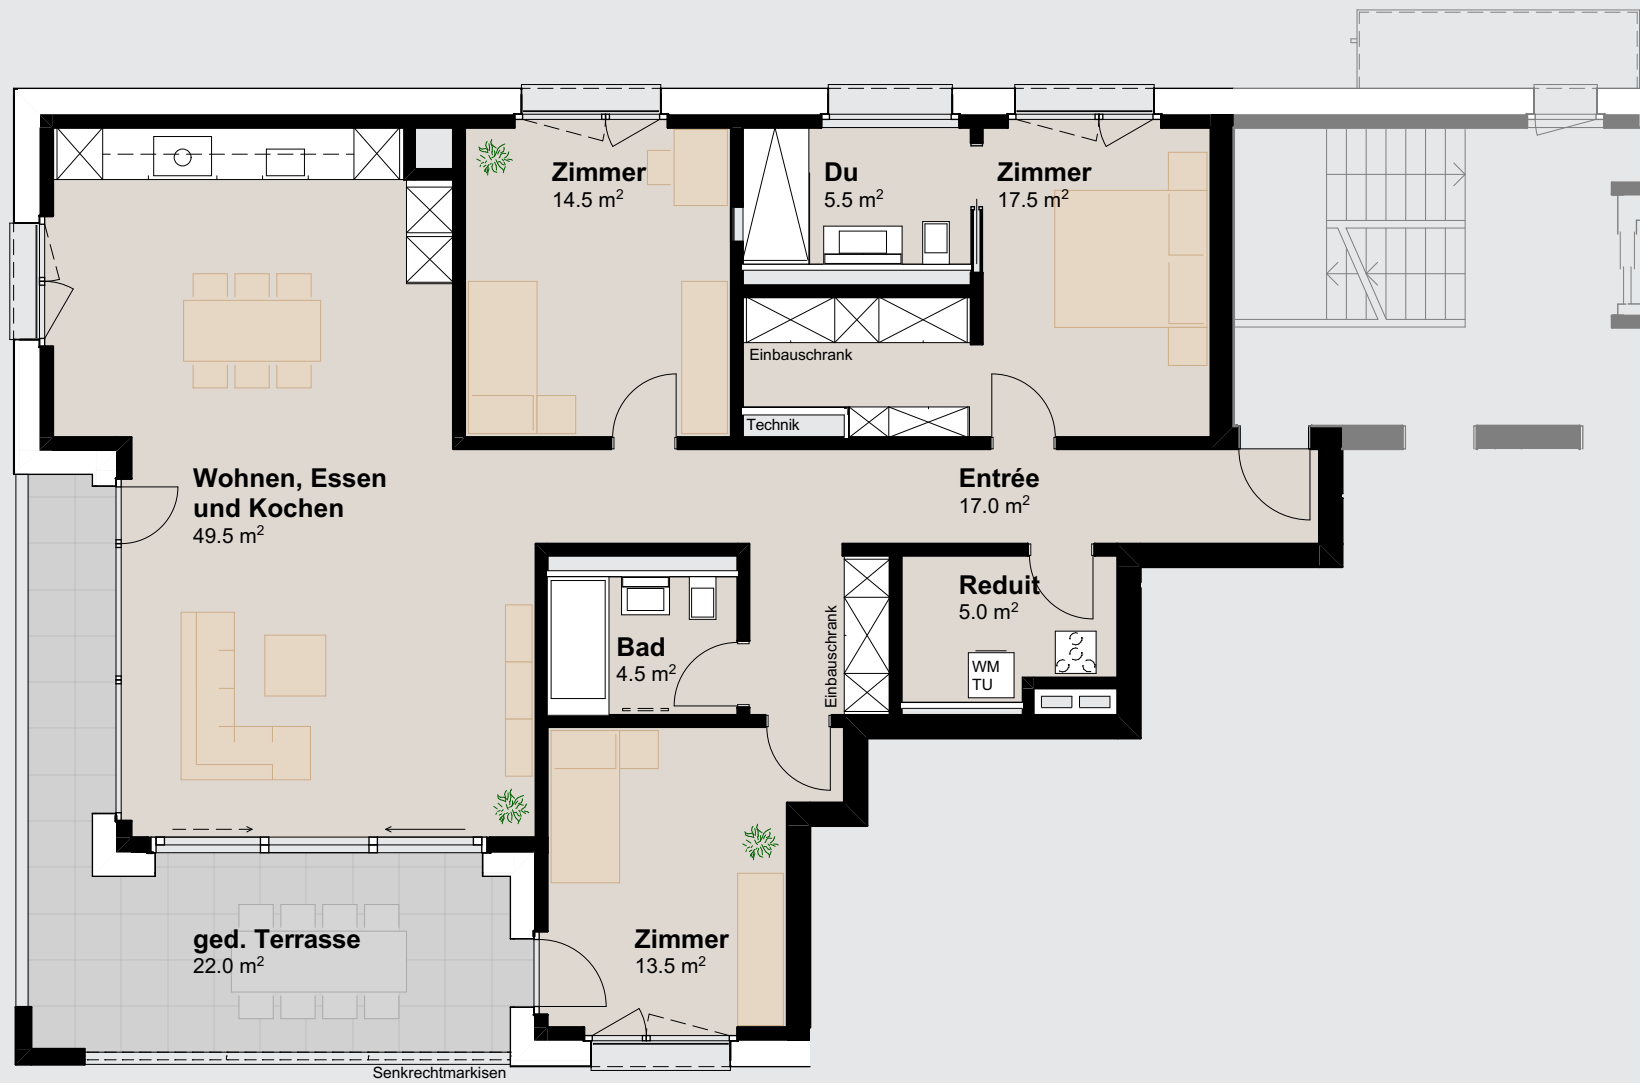 Zimmer
14.5 m²
Du
5.5 m²
Zimmer
17.5 m²
Einbauschrank
Technik
Wohnen, Essen
und Kochen
49.5 m²
Entrée
17.0 m²
Reduit
5.0 m²
Bad
4.5 m²
Einbauschrank
WM
TU
ged. Terrasse
22.0 m²
Zimmer
13.5 m²
Senkrechtmarkisen